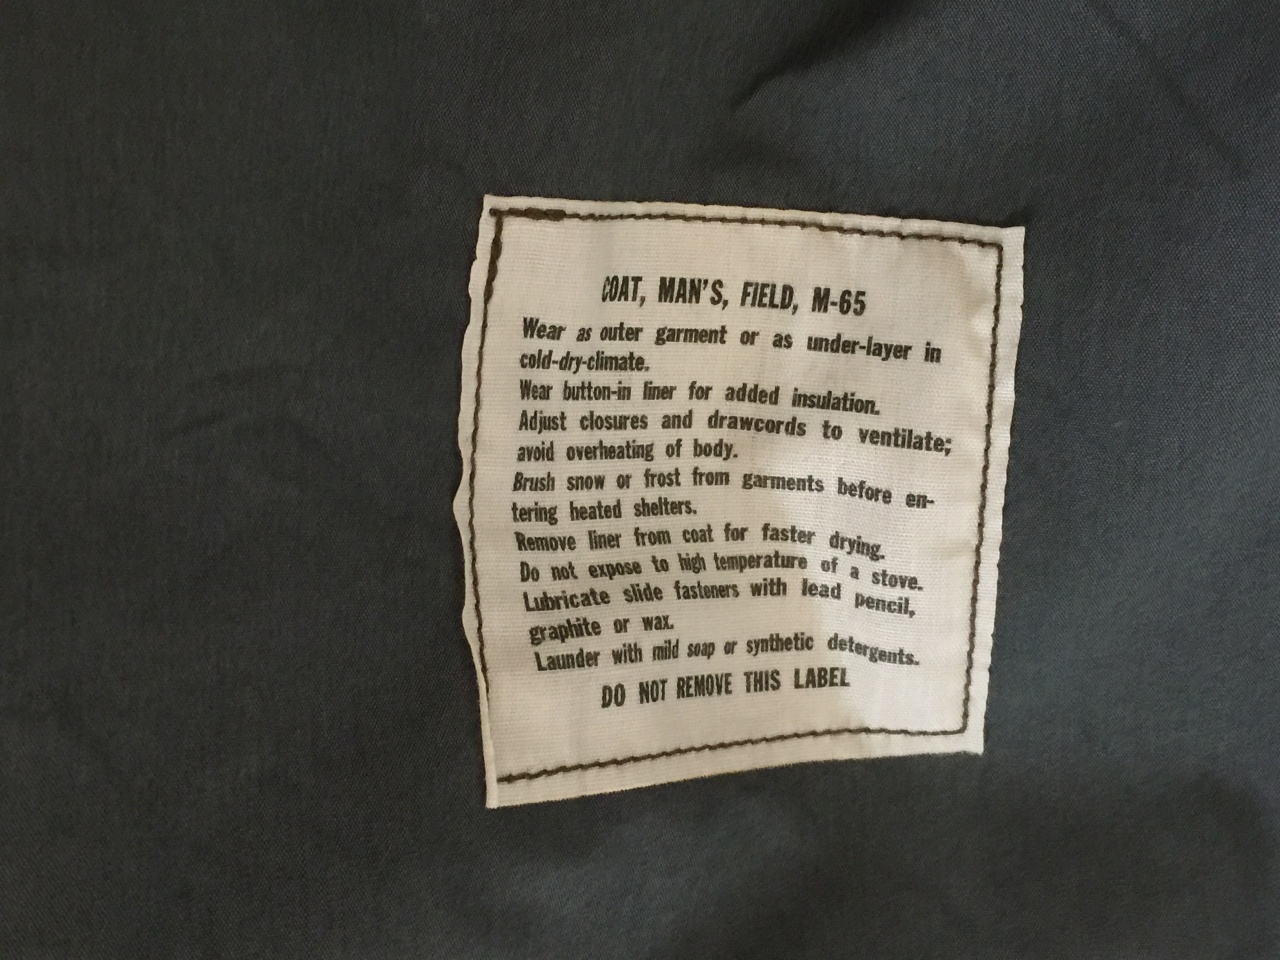 COAT, MAN'S, FIELD, M-65
Wear as outer garment or as under-layer in
cold-dry-climate.
Wear button-in liner for added insulation.
Adjust closures and drawcords to ventilate;
avoid overheating of body.
Brush snow or frost from garments before en-
tering heated shelters.
Remove liner from coat for faster drying.
Do not expose to high temperature of a stove.
Lubricate slide fasteners with lead pencil,
graphite or wax.
Launder with mild soap or synthetic detergents.
DO NOT REMOVE THIS LABEL